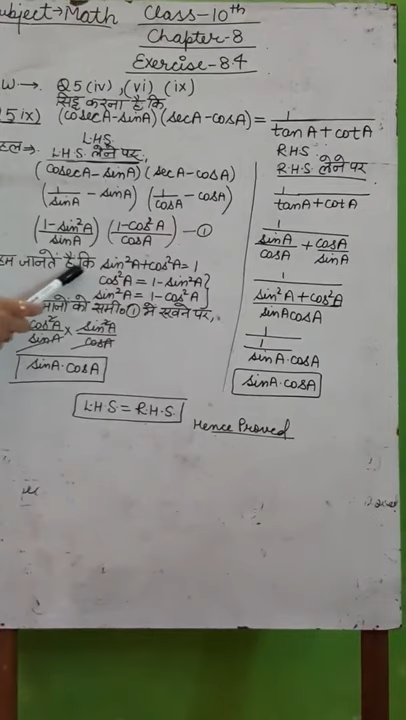 Subject→Math Class-10th
Chapter-8
Exercise-8.4
W → Q5(iv), (vi) (ix)
सिद्ध करना है कि
5ix) (cosecA-sinA)(secA-cosA) = 1/(tanA+cotA)
L.H.S. R.H.S.
हल⇒ L.H.S. लेने पर,
(cosecA-sinA)(secA-cosA)
(1/sinA - sinA) (1/cosA - cosA)
((1-sin²A)/sinA) ((1-cos²A)/cosA) —①
हम जानते हैं कि sin²A+cos²A=1
cos²A = 1-sin²A
sin²A = 1-cos²A
मानों को समी० ① में रखने पर,
cos²A/sinA × sin²A/cosA
sinA·cosA
R.H.S. लेने पर
1/(tanA+cotA)
1/(sinA/cosA + cosA/sinA)
1/((sin²A+cos²A)/(sinAcosA))
1/(1/(sinA·cosA))
sinA·cosA
L.H.S = R.H.S.
Hence Proved